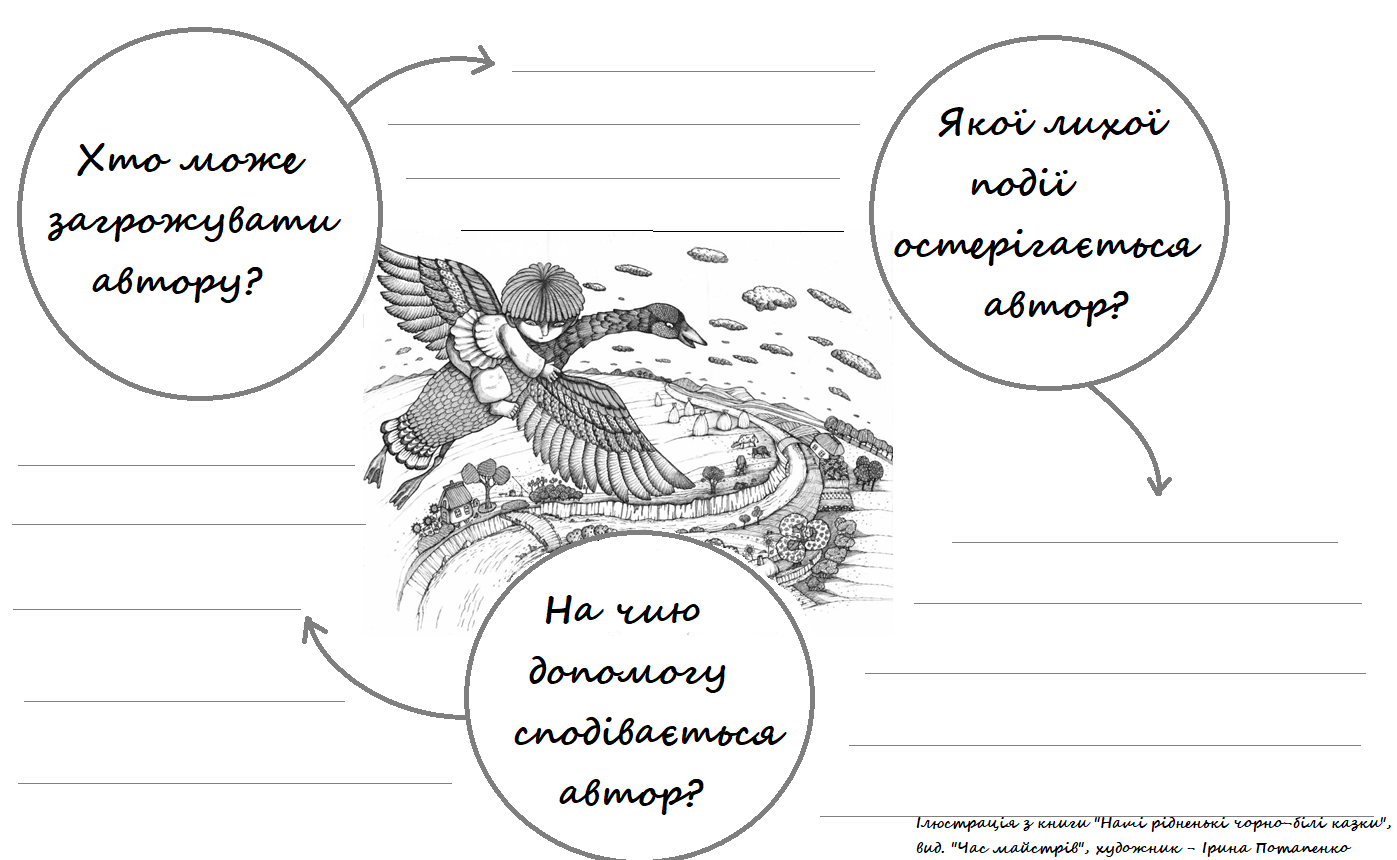 Хто може
загрожувати
автору?
Якої лихої
події
остерігається
автор?
На чию
допомогу
сподівається
автор?
Ілюстрація з книги "Наші рідненькі чорно-білі казки",
вид. "Час майстрів", художник - Ірина Потапенко